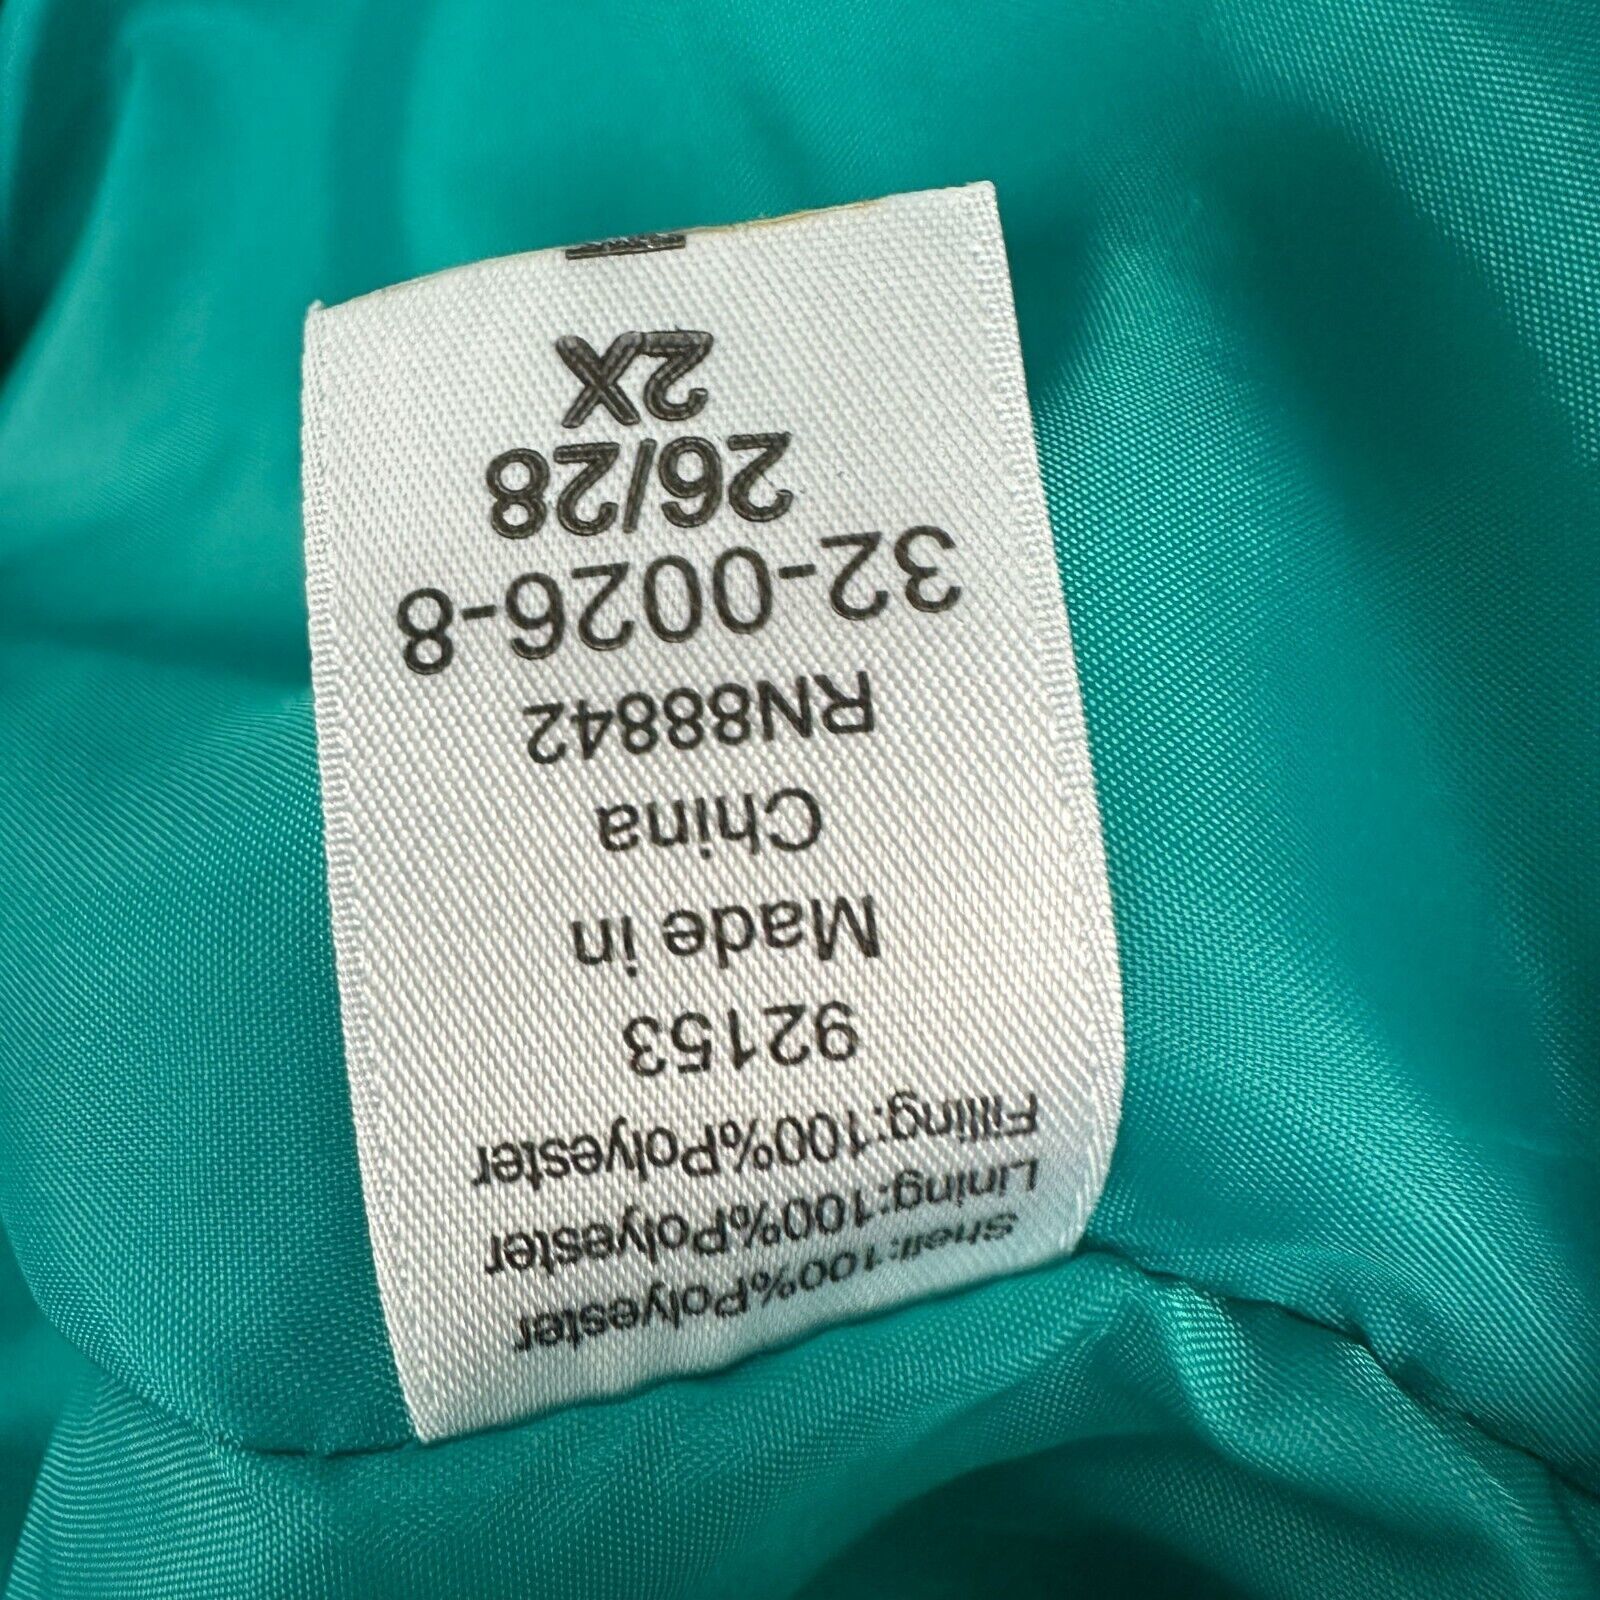 Shell:100%Polyester
Lining:100%Polyester
Filling:100%Polyester
92153
Made in
China
RN88842
32-0026-8
26/28
2X